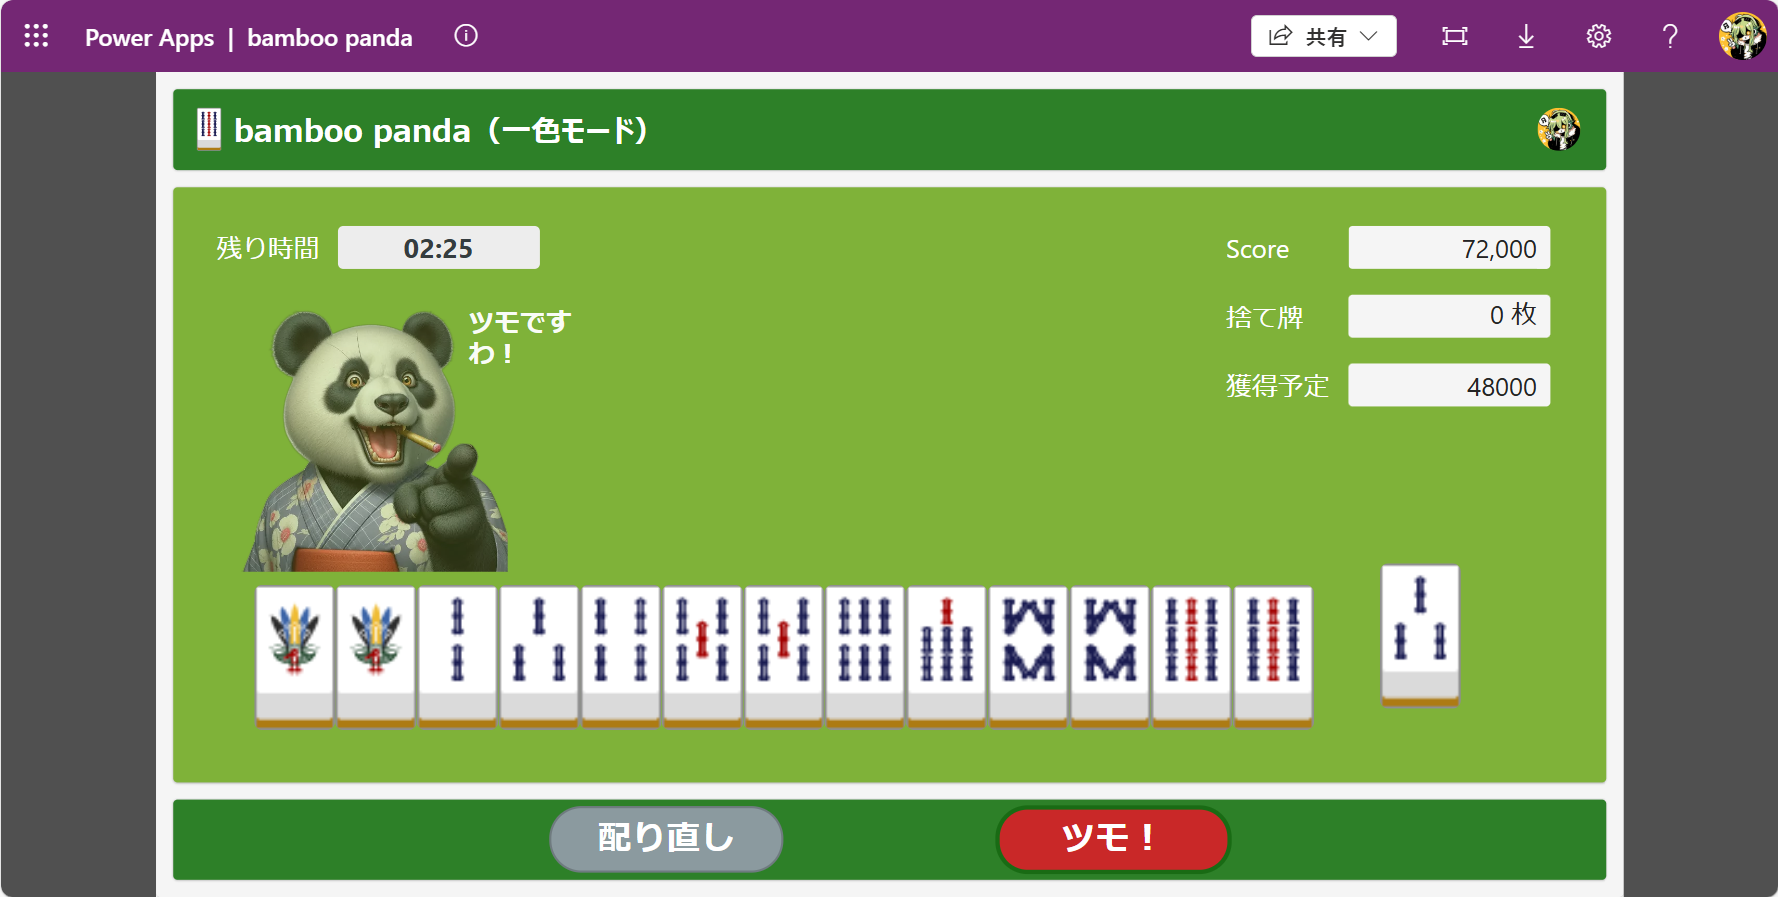 Power Apps | bamboo panda
共有
bamboo panda（一色モード）
残り時間 02:25
Score 72,000
捨て牌 0 枚
獲得予定 48000
ツモです
わ！
配り直し
ツモ！